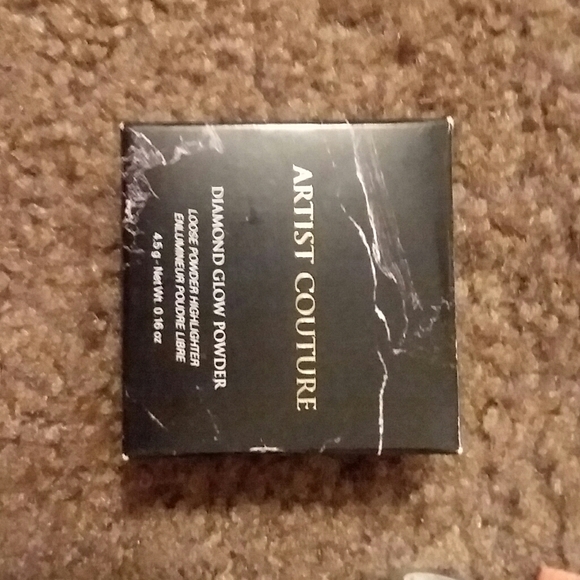 ARTIST COUTURE
DIAMOND GLOW POWDER
LOOSE POWDER HIGHLIGHTER
ENLUMINEUR POUDRE LIBRE
4.5 g - Net Wt. 0.16 oz